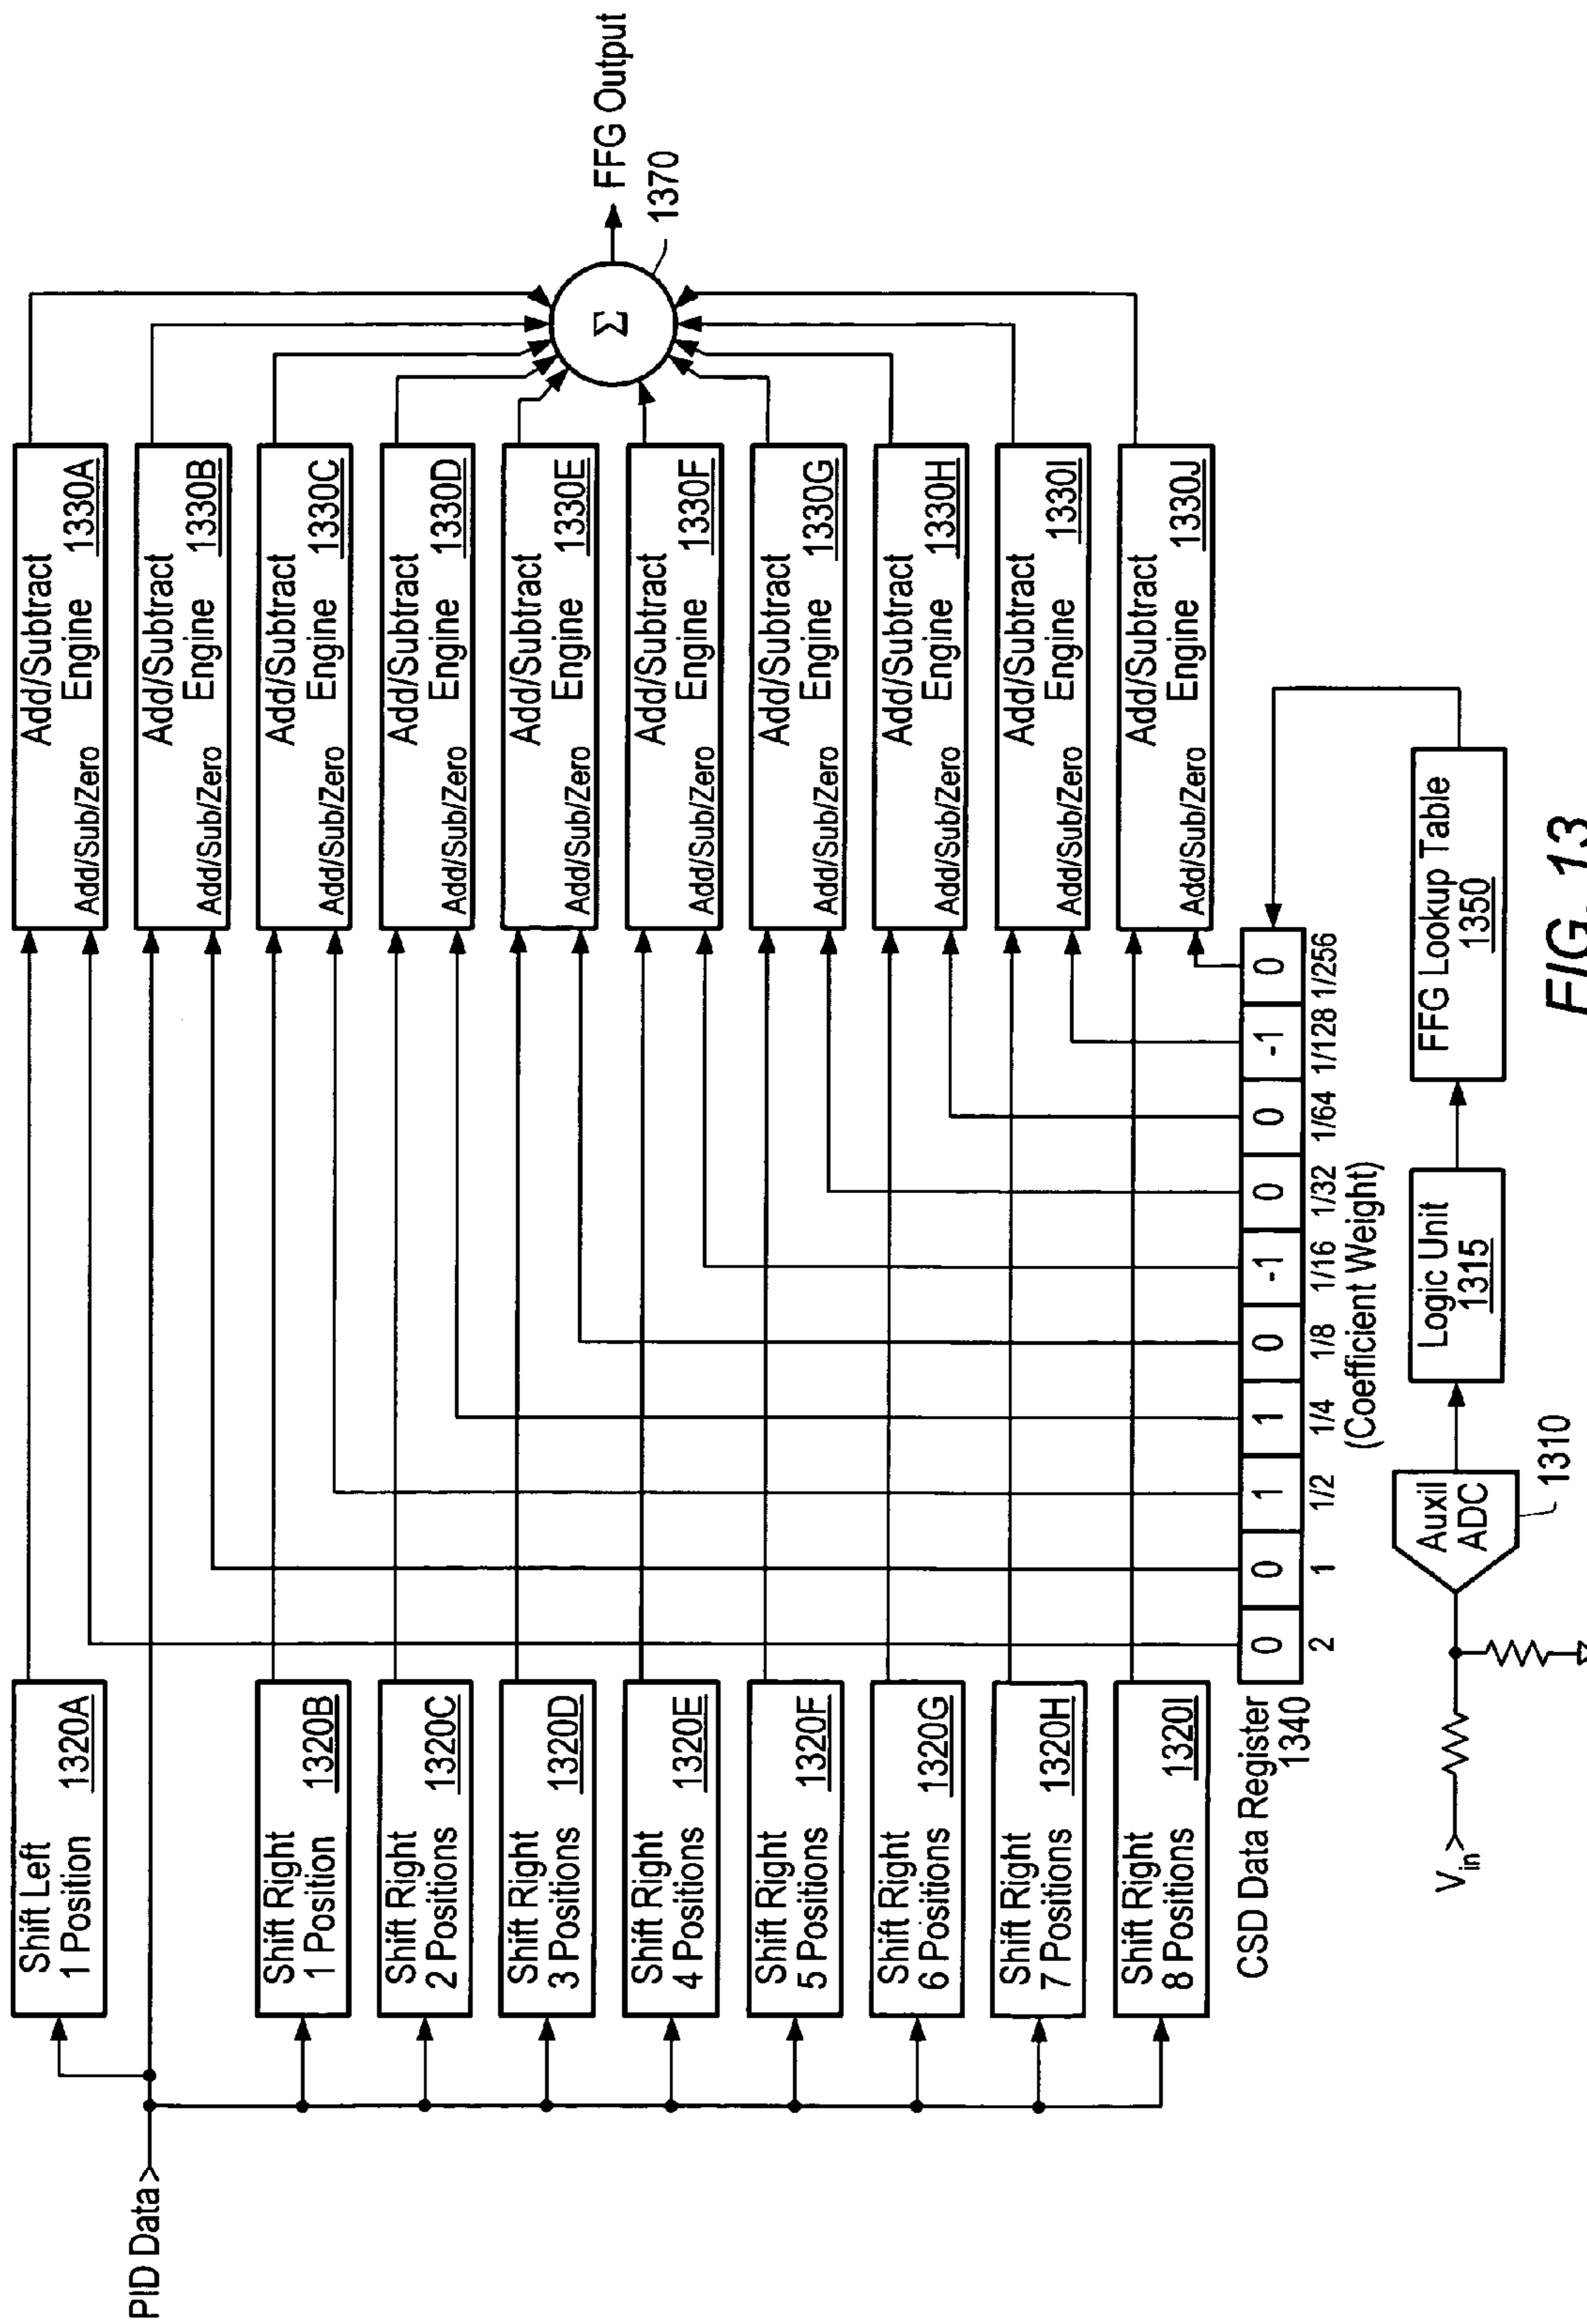 PID Data
Shift Left
1 Position 1320A
Shift Right
1 Position 1320B
Shift Right
2 Positions 1320C
Shift Right
3 Positions 1320D
Shift Right
4 Positions 1320E
Shift Right
5 Positions 1320F
Shift Right
6 Positions 1320G
Shift Right
7 Positions 1320H
Shift Right
8 Positions 1320I
Add/Subtract
Engine 1330A
Add/Sub/Zero
Add/Subtract
Engine 1330B
Add/Sub/Zero
Add/Subtract
Engine 1330C
Add/Sub/Zero
Add/Subtract
Engine 1330D
Add/Sub/Zero
Add/Subtract
Engine 1330E
Add/Sub/Zero
Add/Subtract
Engine 1330F
Add/Sub/Zero
Add/Subtract
Engine 1330G
Add/Sub/Zero
Add/Subtract
Engine 1330H
Add/Sub/Zero
Add/Subtract
Engine 1330I
Add/Sub/Zero
Add/Subtract
Engine 1330J
Add/Sub/Zero
Σ
FFG Output
1370
CSD Data Register
1340
0 0 1 1 0 -1 0 0 -1 0
2 1 1/2 1/4 1/8 1/16 1/32 1/64 1/128 1/256
(Coefficient Weight)
Vin
Auxil
ADC
1310
Logic Unit
1315
FFG Lookup Table
1350
FIG. 13